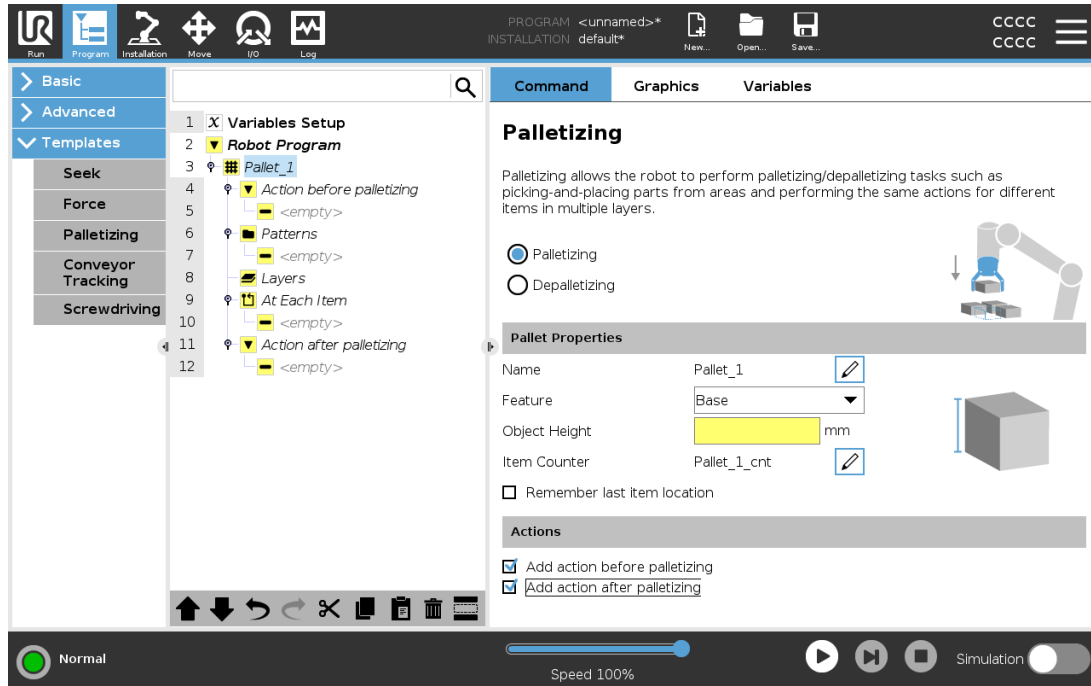 PROGRAM <unnamed>*
INSTALLATION default*
CCCC
CCCC
Run Program Installation Move I/O Log New... Open... Save...
Basic
Advanced
Templates
Seek
Force
Palletizing
Conveyor
Tracking
Screwdriving
1 X Variables Setup
2 Robot Program
3 Pallet_1
4 Action before palletizing
5 <empty>
6 Patterns
7 <empty>
8 Layers
9 At Each Item
10 <empty>
11 Action after palletizing
12 <empty>
Command Graphics Variables
Palletizing
Palletizing allows the robot to perform palletizing/depalletizing tasks such as
picking-and-placing parts from areas and performing the same actions for different
items in multiple layers.
Palletizing
Depalletizing
Pallet Properties
Name Pallet_1
Feature Base
Object Height mm
Item Counter Pallet_1_cnt
Remember last item location
Actions
Add action before palletizing
Add action after palletizing
Normal
Speed 100%
Simulation